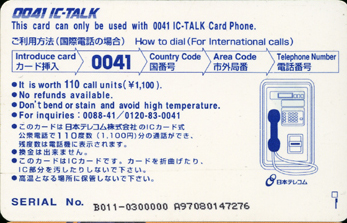 0041 IC-TALK
This card can only be used with 0041 IC-TALK Card Phone.
ご利用方法（国際電話の場合） How to dial (For International calls)
Introduce card カード挿入 0041 Country Code 国番号 Area Code 市外局番 Telephone Number 電話番号
●It is worth 110 call units(¥1,100).
●No refunds available.
●Don't bend or stain and avoid high temperature.
●For inquiries : 0088-41／0120-83-0041
●このカードは日本テレコム株式会社のICカード式
公衆電話で110度数（1,100円）分の通話ができ、
残度数は電話機に表示されます。
●換金は出来ません。
●このカードはICカードです。カードを折曲げたり、
IC部分を汚したりしないで下さい。
●高温となる場所に保管しないで下さい。
日本テレコム
SERIAL No. B011-0300000 A97080147276